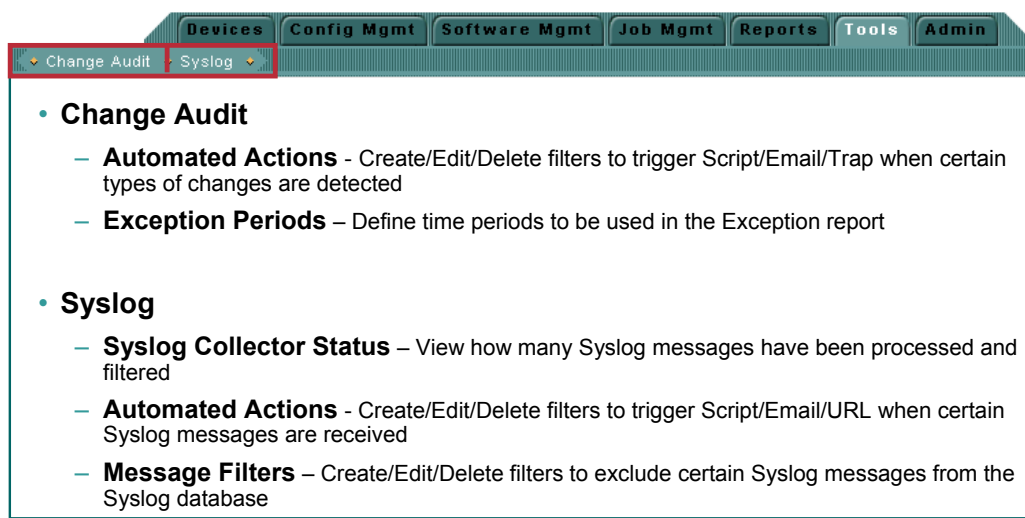 Devices Config Mgmt Software Mgmt Job Mgmt Reports Tools Admin
Change Audit Syslog
• Change Audit
– Automated Actions - Create/Edit/Delete filters to trigger Script/Email/Trap when certain
types of changes are detected
– Exception Periods – Define time periods to be used in the Exception report
• Syslog
– Syslog Collector Status – View how many Syslog messages have been processed and
filtered
– Automated Actions - Create/Edit/Delete filters to trigger Script/Email/URL when certain
Syslog messages are received
– Message Filters – Create/Edit/Delete filters to exclude certain Syslog messages from the
Syslog database